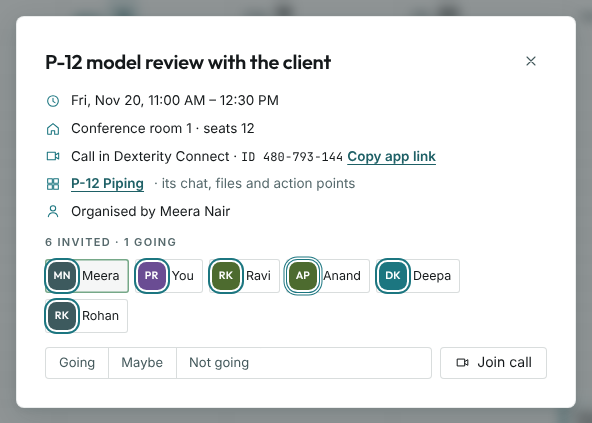 P-12 model review with the client
Fri, Nov 20, 11:00 AM – 12:30 PM
Conference room 1 · seats 12
Call in Dexterity Connect · ID 480-793-144 Copy app link
P-12 Piping · its chat, files and action points
Organised by Meera Nair
6 INVITED · 1 GOING
MN Meera PR You RK Ravi AP Anand DK Deepa
RK Rohan
Going Maybe Not going Join call